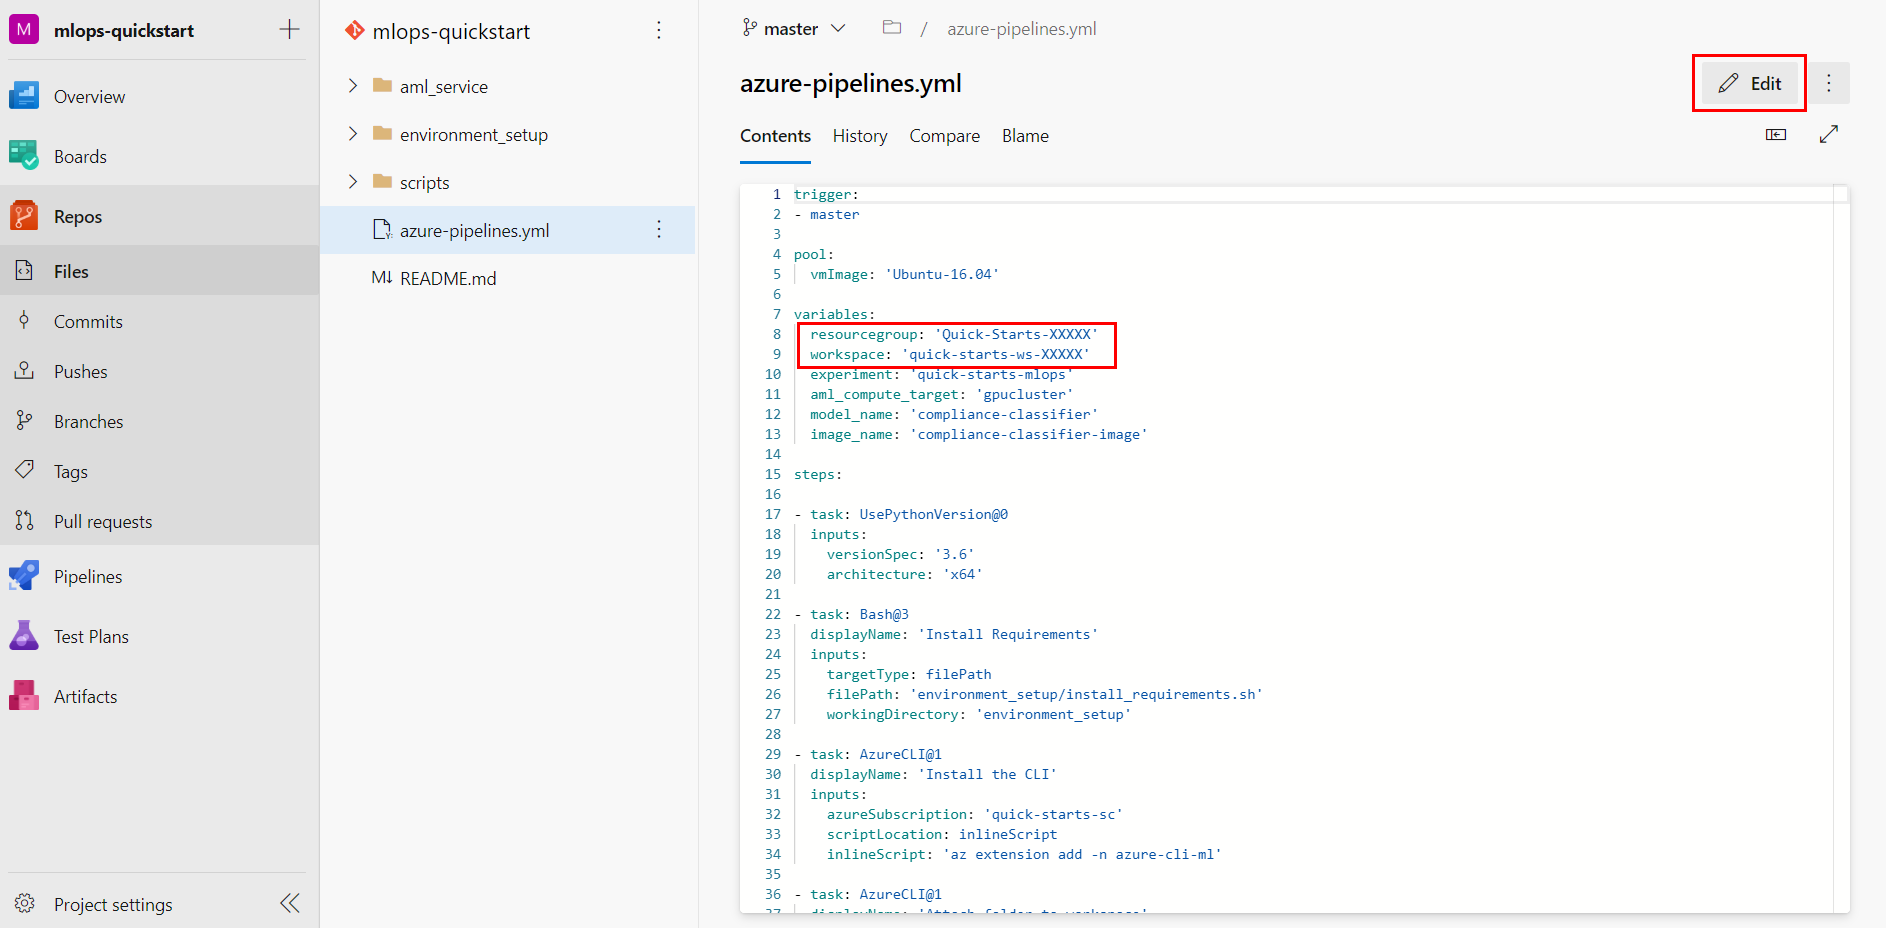 M mlops-quickstart
Overview
Boards
Repos
Files
Commits
Pushes
Branches
Tags
Pull requests
Pipelines
Test Plans
Artifacts
Project settings
mlops-quickstart
aml_service
environment_setup
scripts
azure-pipelines.yml
M↓ README.md
master / azure-pipelines.yml
azure-pipelines.yml
Edit
Contents History Compare Blame
1 trigger:
2 - master
3
4 pool:
5 vmImage: 'Ubuntu-16.04'
6
7 variables:
8 resourcegroup: 'Quick-Starts-XXXXX'
9 workspace: 'quick-starts-ws-XXXXX'
10 experiment: 'quick-starts-mlops'
11 aml_compute_target: 'gpucluster'
12 model_name: 'compliance-classifier'
13 image_name: 'compliance-classifier-image'
14
15 steps:
16
17 - task: UsePythonVersion@0
18 inputs:
19 versionSpec: '3.6'
20 architecture: 'x64'
21
22 - task: Bash@3
23 displayName: 'Install Requirements'
24 inputs:
25 targetType: filePath
26 filePath: 'environment_setup/install_requirements.sh'
27 workingDirectory: 'environment_setup'
28
29 - task: AzureCLI@1
30 displayName: 'Install the CLI'
31 inputs:
32 azureSubscription: 'quick-starts-sc'
33 scriptLocation: inlineScript
34 inlineScript: 'az extension add -n azure-cli-ml'
35
36 - task: AzureCLI@1
37 displayName: 'Attach folder to workspace'